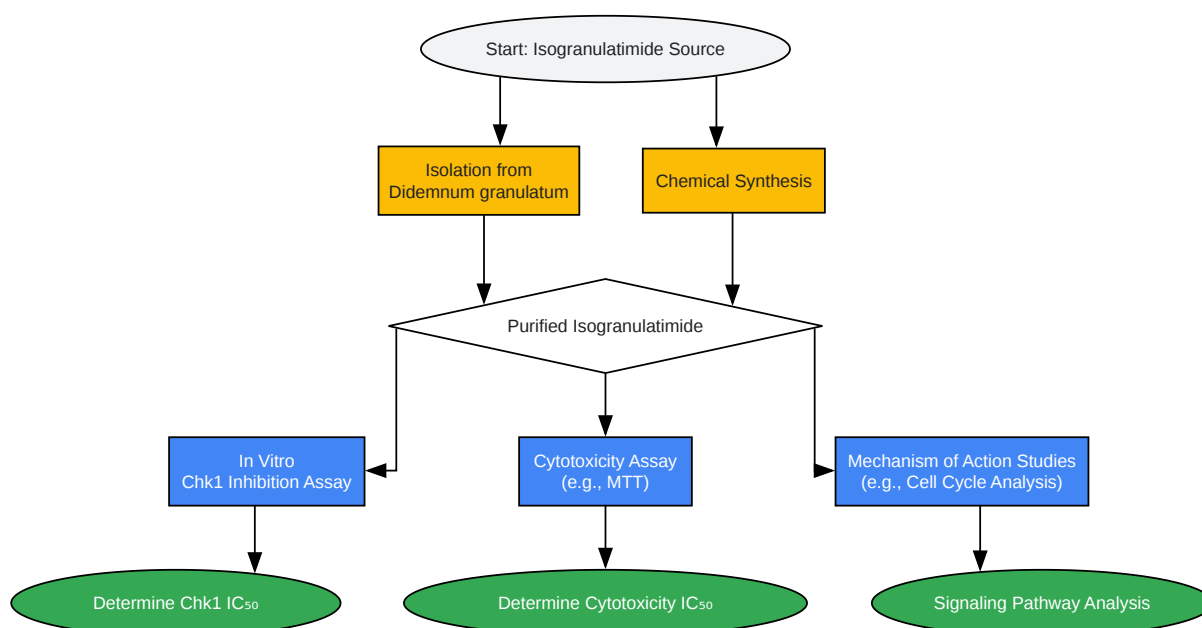 Start: Isogranulatimide Source
Isolation from
Didemnum granulatum
Chemical Synthesis
Purified Isogranulatimide
In Vitro
Chk1 Inhibition Assay
Cytotoxicity Assay
(e.g., MTT)
Mechanism of Action Studies
(e.g., Cell Cycle Analysis)
Determine Chk1 IC₅₀
Determine Cytotoxicity IC₅₀
Signaling Pathway Analysis